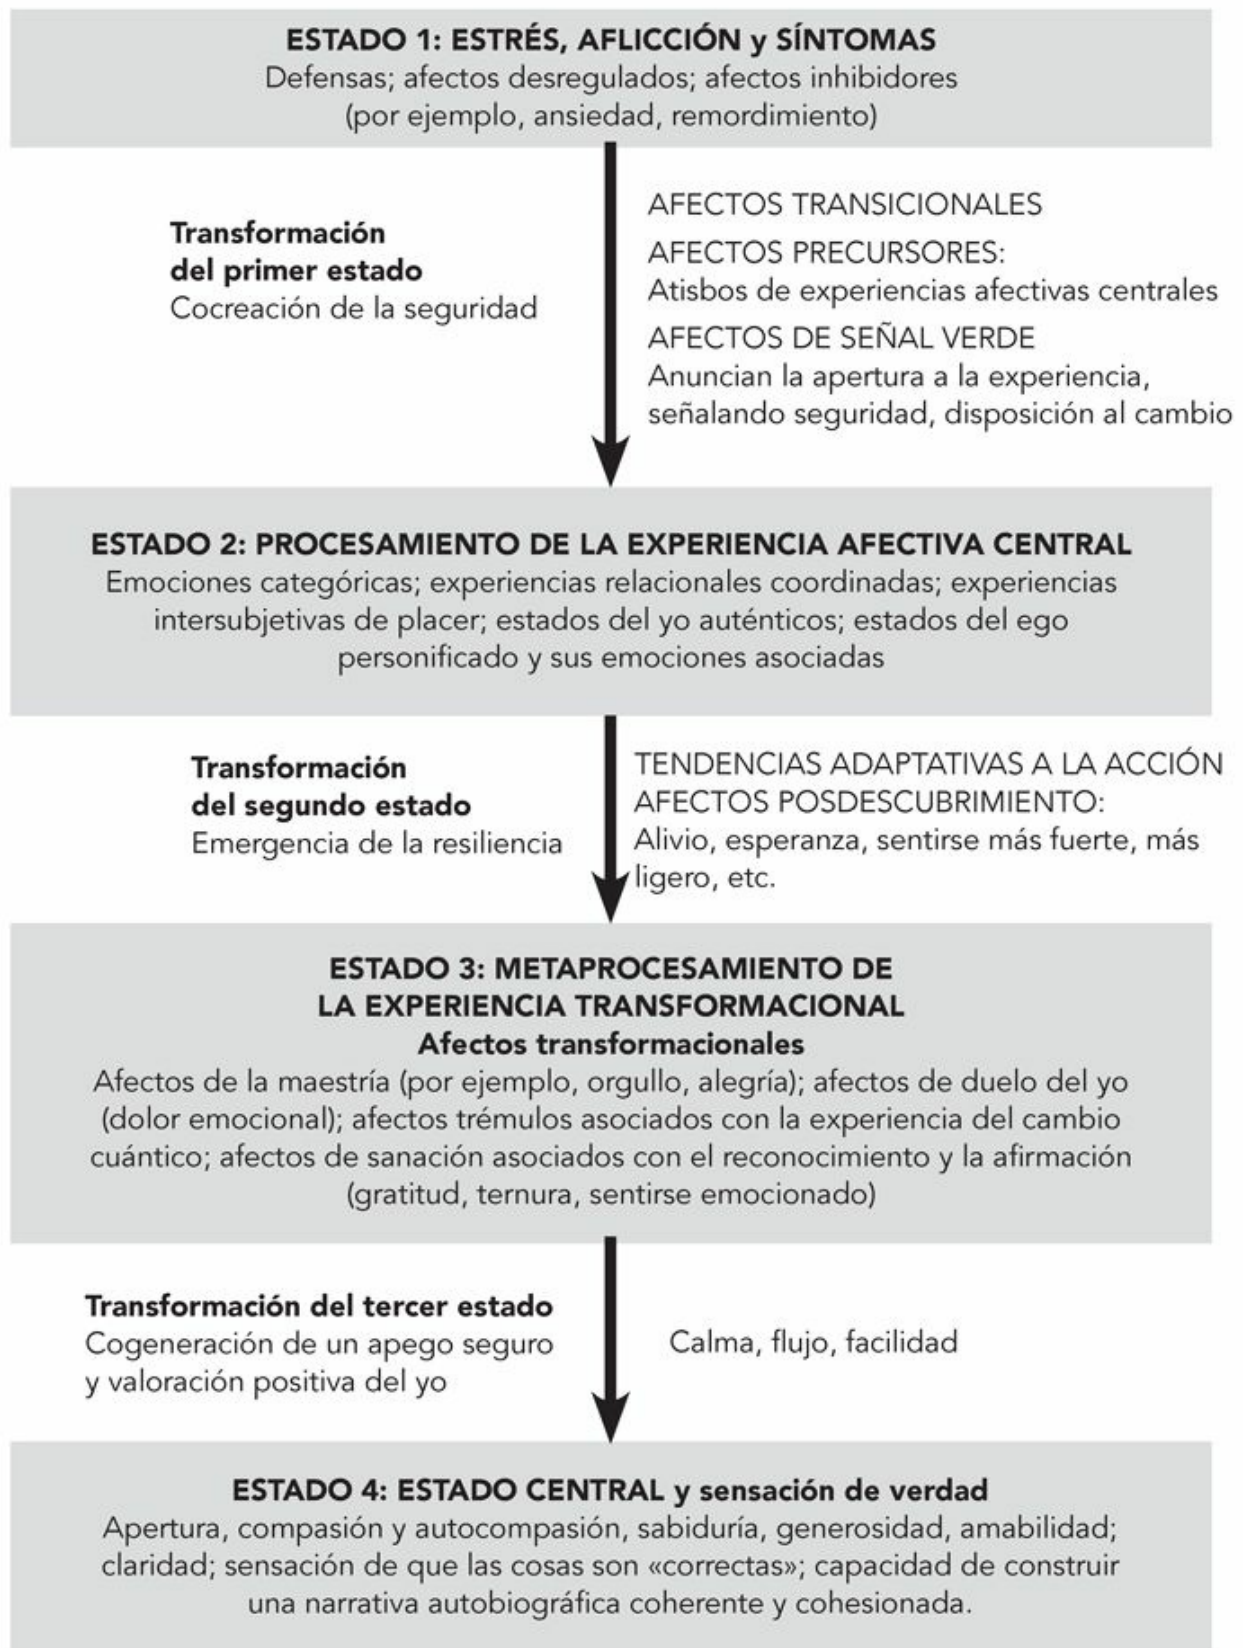 ESTADO 1: ESTRÉS, AFLICCIÓN y SÍNTOMAS
Defensas; afectos desregulados; afectos inhibidores
(por ejemplo, ansiedad, remordimiento)
Transformación
del primer estado
Cocreación de la seguridad
AFECTOS TRANSICIONALES
AFECTOS PRECURSORES:
Atisbos de experiencias afectivas centrales
AFECTOS DE SEÑAL VERDE
Anuncian la apertura a la experiencia,
señalando seguridad, disposición al cambio
ESTADO 2: PROCESAMIENTO DE LA EXPERIENCIA AFECTIVA CENTRAL
Emociones categóricas; experiencias relacionales coordinadas; experiencias
intersubjetivas de placer; estados del yo auténticos; estados del ego
personificado y sus emociones asociadas
Transformación
del segundo estado
Emergencia de la resiliencia
TENDENCIAS ADAPTATIVAS A LA ACCIÓN
AFECTOS POSDESCUBRIMIENTO:
Alivio, esperanza, sentirse más fuerte, más
ligero, etc.
ESTADO 3: METAPROCESAMIENTO DE
LA EXPERIENCIA TRANSFORMACIONAL
Afectos transformacionales
Afectos de la maestría (por ejemplo, orgullo, alegría); afectos de duelo del yo
(dolor emocional); afectos trémulos asociados con la experiencia del cambio
cuántico; afectos de sanación asociados con el reconocimiento y la afirmación
(gratitud, ternura, sentirse emocionado)
Transformación del tercer estado
Cogeneración de un apego seguro
y valoración positiva del yo
Calma, flujo, facilidad
ESTADO 4: ESTADO CENTRAL y sensación de verdad
Apertura, compasión y autocompasión, sabiduría, generosidad, amabilidad;
claridad; sensación de que las cosas son «correctas»; capacidad de construir
una narrativa autobiográfica coherente y cohesionada.